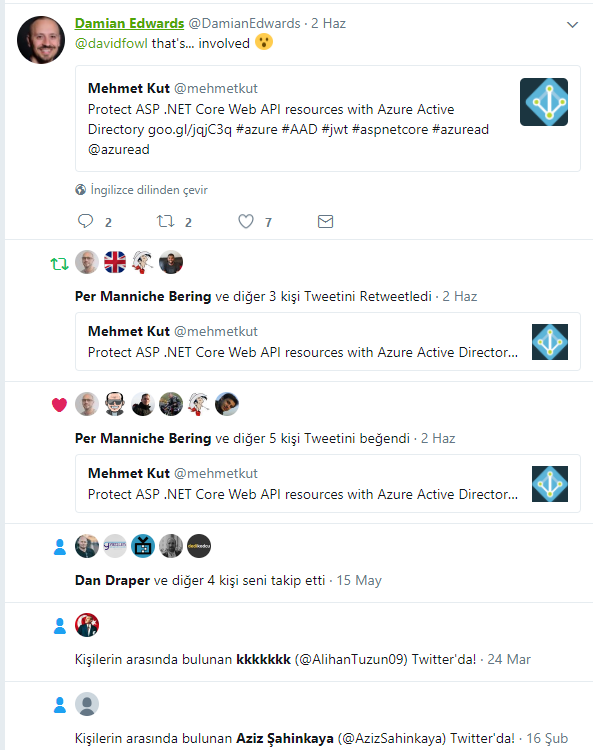 Damian Edwards @DamianEdwards · 2 Haz
@davidfowl that's... involved 😮
Mehmet Kut @mehmetkut
Protect ASP .NET Core Web API resources with Azure Active
Directory goo.gl/jqjC3q #azure #AAD #jwt #aspnetcore #azuread
@azuread
İngilizce dilinden çevir
2 2 7
Per Manniche Bering ve diğer 3 kişi Tweetini Retweetledi · 2 Haz
Mehmet Kut @mehmetkut
Protect ASP .NET Core Web API resources with Azure Active Director...
Per Manniche Bering ve diğer 5 kişi Tweetini beğendi · 2 Haz
Mehmet Kut @mehmetkut
Protect ASP .NET Core Web API resources with Azure Active Director...
Dan Draper ve diğer 4 kişi seni takip etti · 15 May
Kişilerin arasında bulunan kkkkkkk (@AlihanTuzun09) Twitter'da! · 24 Mar
Kişilerin arasında bulunan Aziz Şahinkaya (@AzizSahinkaya) Twitter'da! · 16 Şub